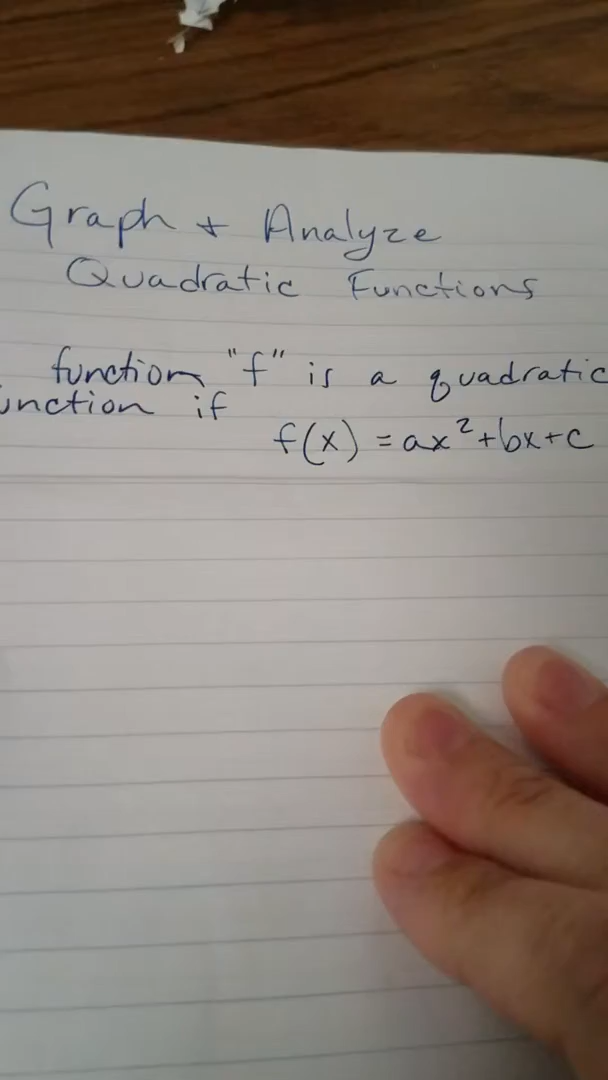 Graph + Analyze
Quadratic Functions
function "f" is a quadratic
unction if
f(x) = ax²+bx+c